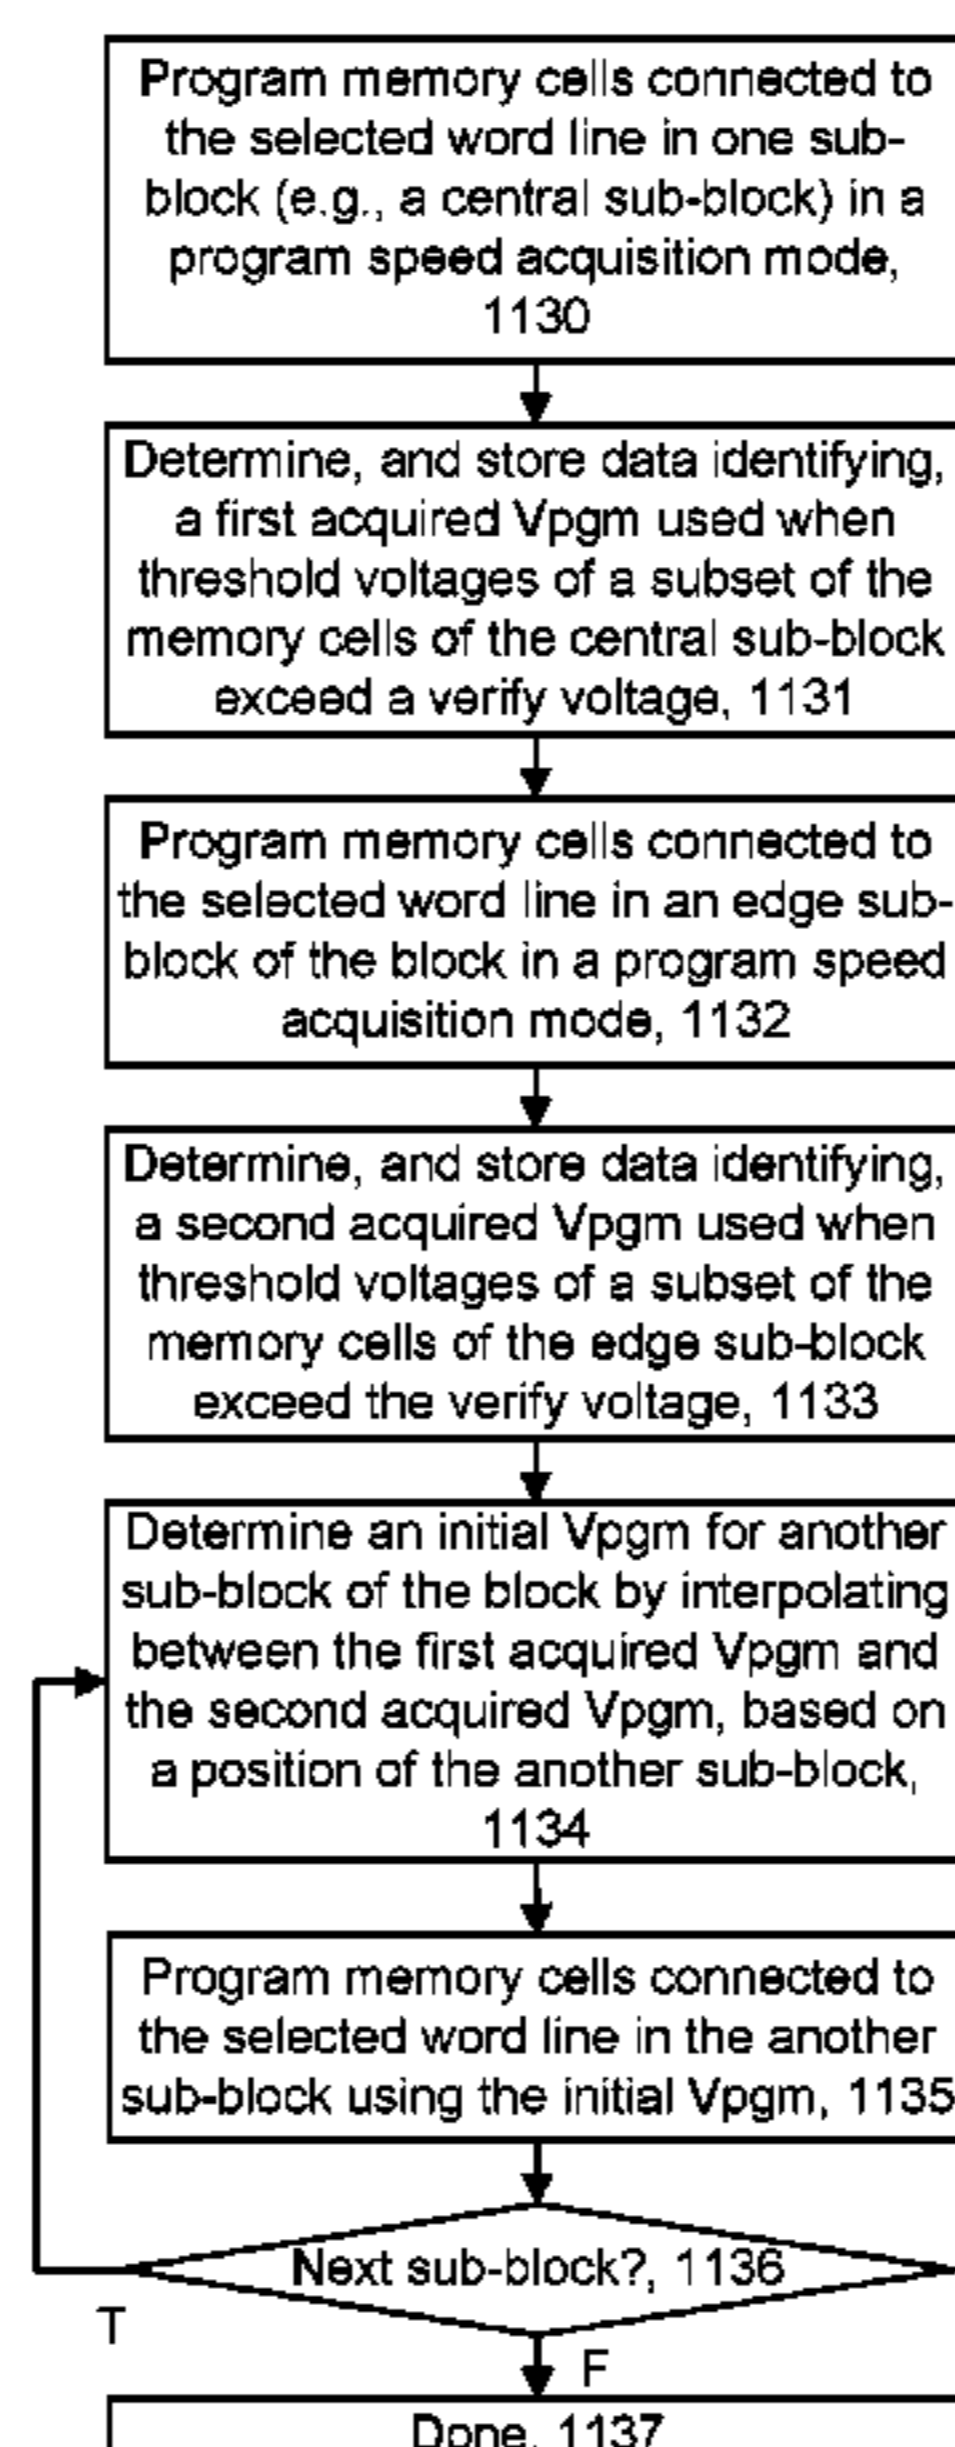 Program memory cells connected to
the selected word line in one sub-
block (e.g., a central sub-block) in a
program speed acquisition mode,
1130
Determine, and store data identifying,
a first acquired Vpgm used when
threshold voltages of a subset of the
memory cells of the central sub-block
exceed a verify voltage, 1131
Program memory cells connected to
the selected word line in an edge sub-
block of the block in a program speed
acquisition mode, 1132
Determine, and store data identifying,
a second acquired Vpgm used when
threshold voltages of a subset of the
memory cells of the edge sub-block
exceed the verify voltage, 1133
Determine an initial Vpgm for another
sub-block of the block by interpolating
between the first acquired Vpgm and
the second acquired Vpgm, based on
a position of the another sub-block,
1134
Program memory cells connected to
the selected word line in the another
sub-block using the initial Vpgm, 1135
Next sub-block?, 1136
T
F
Done, 1137